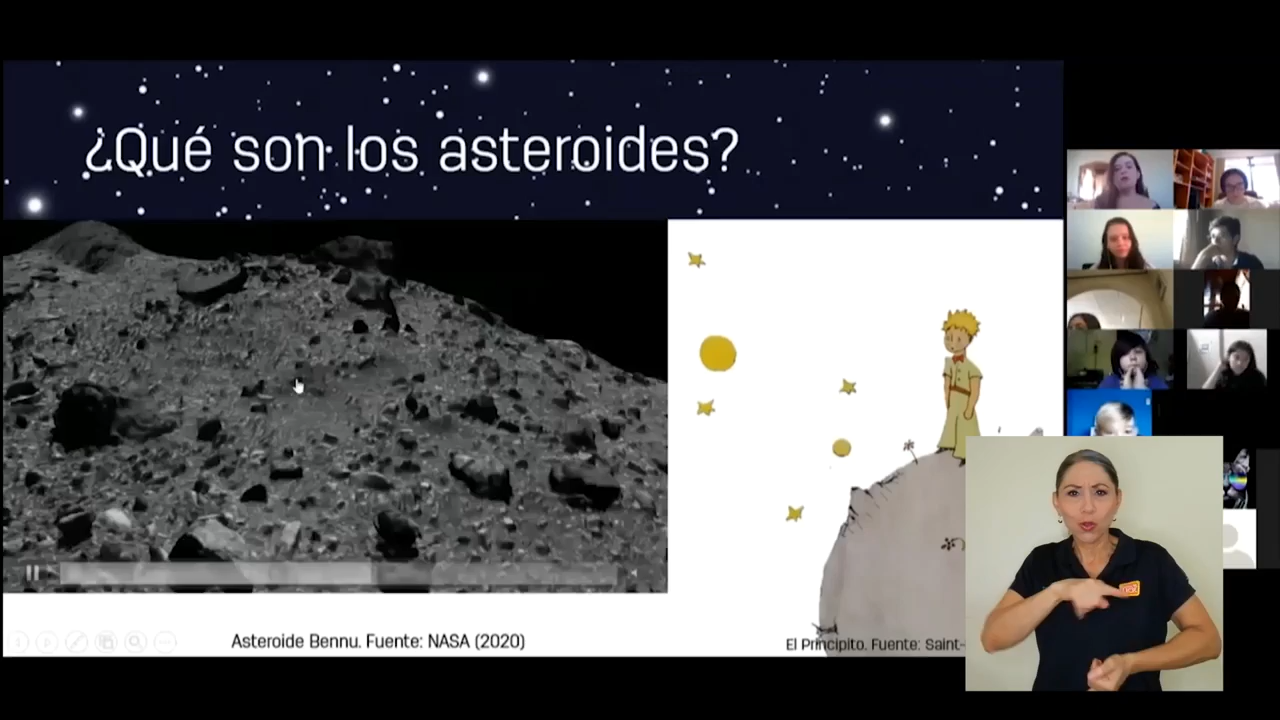 ¿Qué son los asteroides?
Asteroide Bennu. Fuente: NASA (2020)
El Principito. Fuente: Saint-